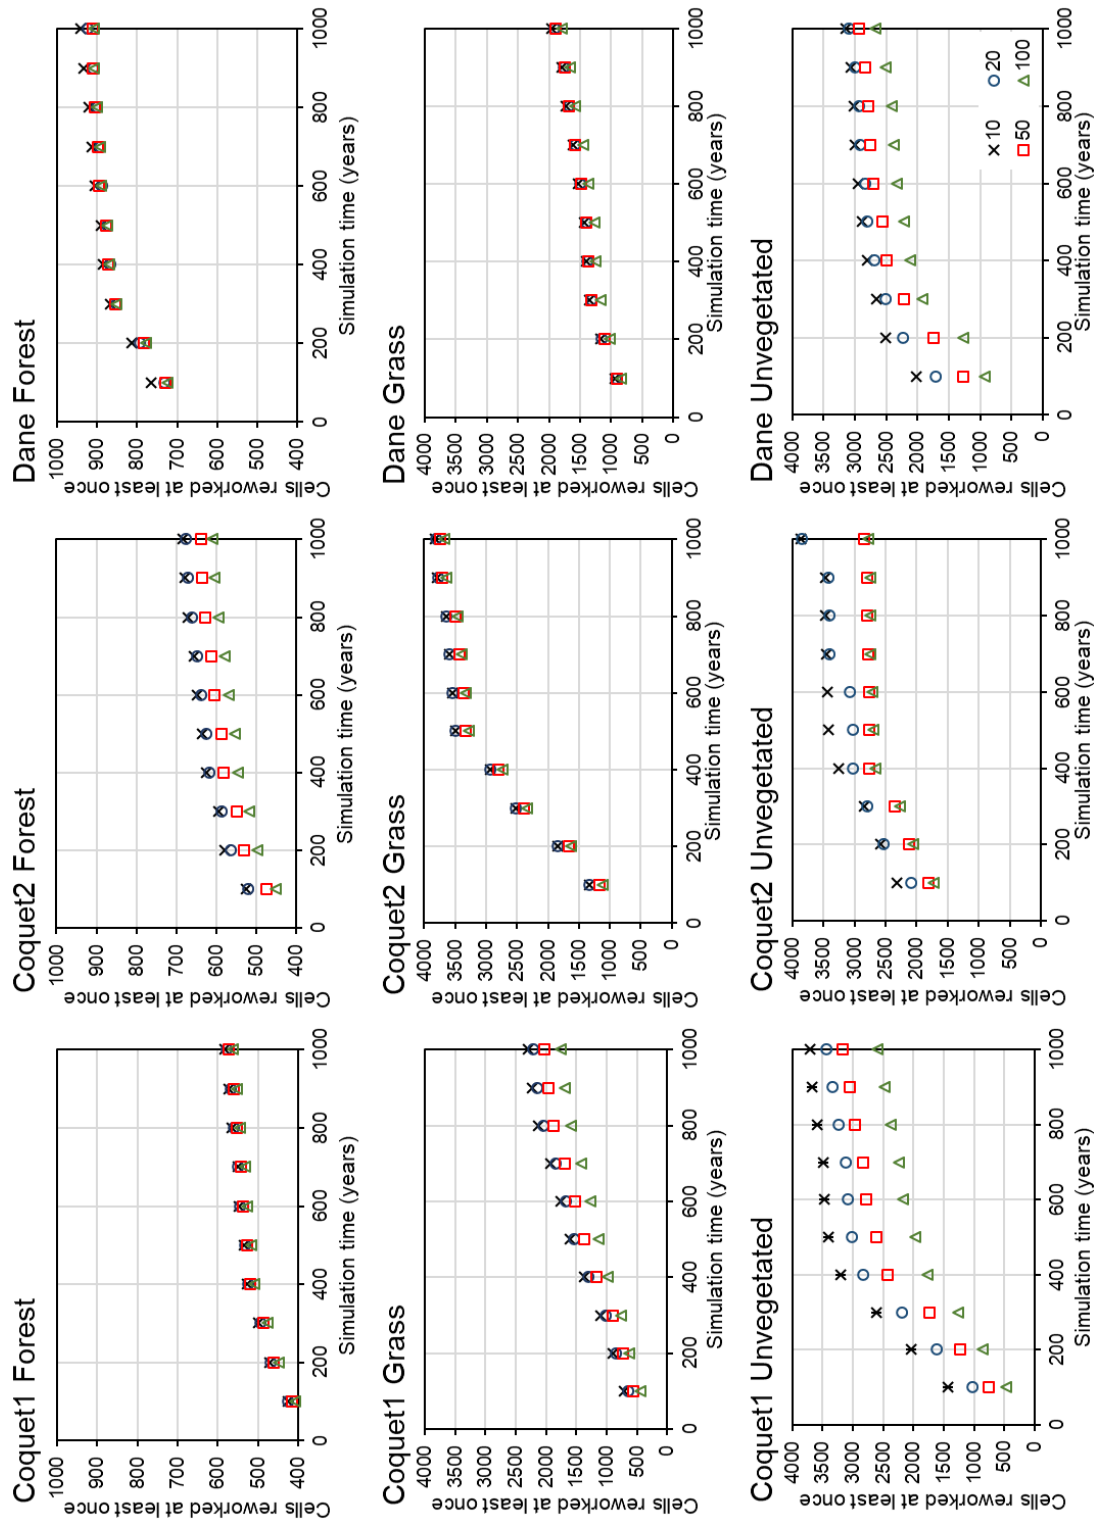 Coquet1 Forest
Cells reworked at least once
1000
900
800
700
600
500
400
0 200 400 600 800 1000
Simulation time (years)
Coquet2 Forest
Cells reworked at least once
1000
900
800
700
600
500
400
0 200 400 600 800 1000
Simulation time (years)
Dane Forest
Cells reworked at least once
1000
900
800
700
600
500
400
0 200 400 600 800 1000
Simulation time (years)
Coquet1 Grass
Cells reworked at least once
4000
3500
3000
2500
2000
1500
1000
500
0
0 200 400 600 800 1000
Simulation time (years)
Coquet2 Grass
Cells reworked at least once
4000
3500
3000
2500
2000
1500
1000
500
0
0 200 400 600 800 1000
Simulation time (years)
Dane Grass
Cells reworked at least once
4000
3500
3000
2500
2000
1500
1000
500
0
0 200 400 600 800 1000
Simulation time (years)
Coquet1 Unvegetated
Cells reworked at least once
4000
3500
3000
2500
2000
1500
1000
500
0
0 200 400 600 800 1000
Simulation time (years)
Coquet2 Unvegetated
Cells reworked at least once
4000
3500
3000
2500
2000
1500
1000
500
0
0 200 400 600 800 1000
Simulation time (years)
Dane Unvegetated
Cells reworked at least once
4000
3500
3000
2500
2000
1500
1000
500
0
10 20
50 100
0 200 400 600 800 1000
Simulation time (years)